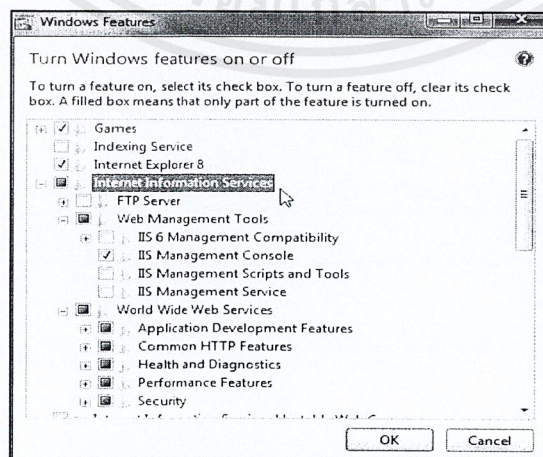 Windows Features
Turn Windows features on or off
To turn a feature on, select its check box. To turn a feature off, clear its check
box. A filled box means that only part of the feature is turned on.
Games
Indexing Service
Internet Explorer 8
Internet Information Services
FTP Server
Web Management Tools
IIS 6 Management Compatibility
IIS Management Console
IIS Management Scripts and Tools
IIS Management Service
World Wide Web Services
Application Development Features
Common HTTP Features
Health and Diagnostics
Performance Features
Security
OK
Cancel